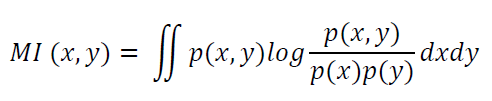 MI (x, y) = ∬ p(x, y)log p(x, y)/p(x)p(y) dxdy